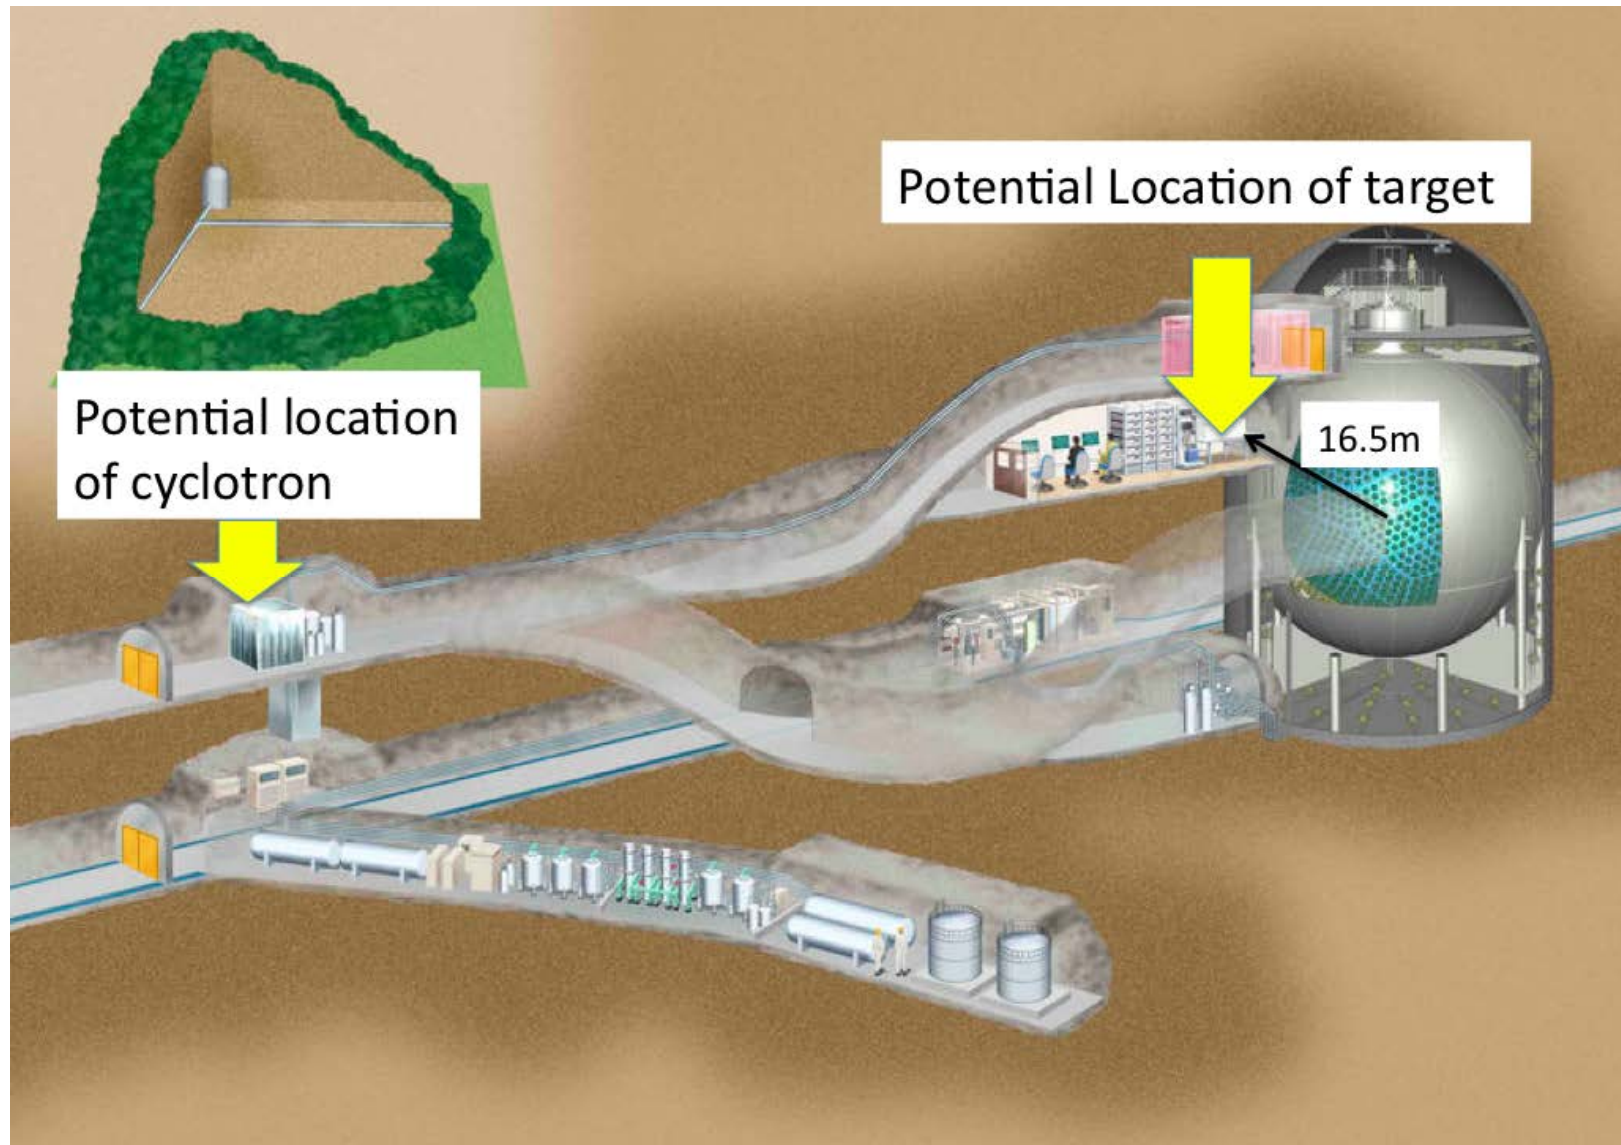 Potential Location of target
Potential location
of cyclotron
16.5m